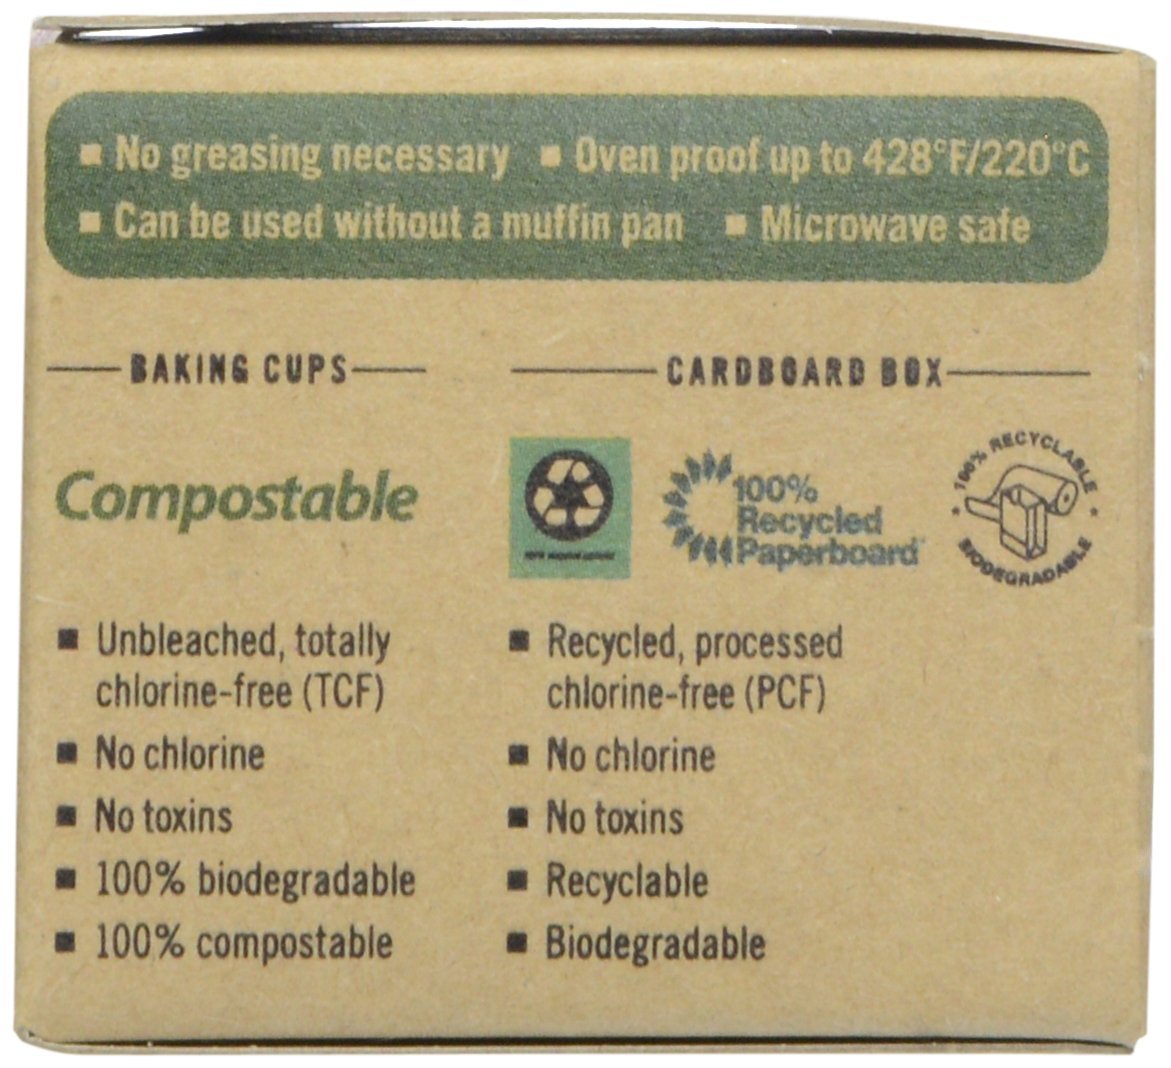 ▪ No greasing necessary ▪ Oven proof up to 428°F/220°C
▪ Can be used without a muffin pan ▪ Microwave safe
BAKING CUPS
Compostable
▪ Unbleached, totally
chlorine-free (TCF)
▪ No chlorine
▪ No toxins
▪ 100% biodegradable
▪ 100% compostable
CARDBOARD BOX
100%
Recycled
Paperboard
100% RECYCLABLE
BIODEGRADABLE
▪ Recycled, processed
chlorine-free (PCF)
▪ No chlorine
▪ No toxins
▪ Recyclable
▪ Biodegradable